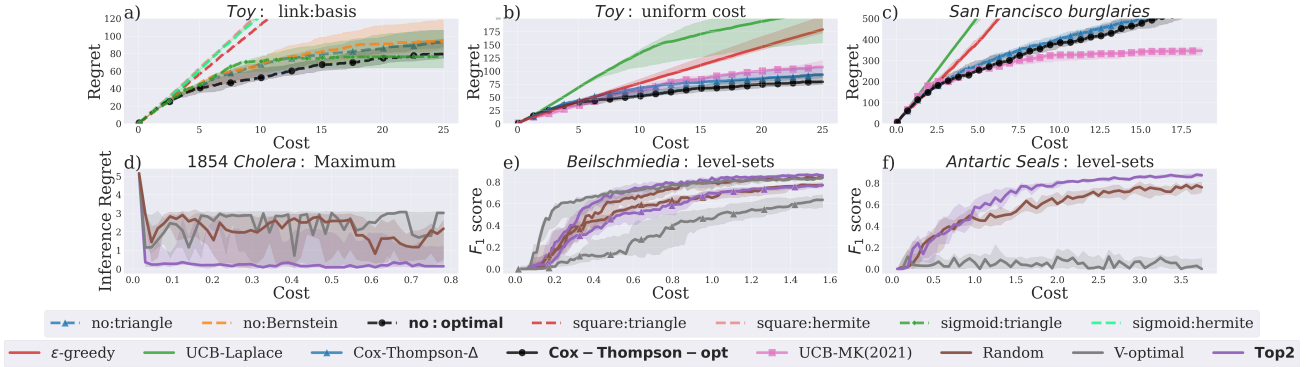 a) Toy: link:basis
Regret
120
100
80
60
40
20
0
0 5 10 15 20 25
Cost
b) Toy: uniform cost
Regret
175
150
125
100
75
50
25
0
0 5 10 15 20 25
Cost
c) San Francisco burglaries
Regret
500
400
300
200
100
0.0 2.5 5.0 7.5 10.0 12.5 15.0 17.5
Cost
d) 1854 Cholera: Maximum
Inference Regret
5
4
3
2
1
0
0.0 0.1 0.2 0.3 0.4 0.5 0.6 0.7 0.8
Cost
e) Beilschmiedia: level-sets
F1 score
0.8
0.6
0.4
0.2
0.0
0.0 0.2 0.4 0.6 0.8 1.0 1.2 1.4 1.6
Cost
f) Antartic Seals: level-sets
F1 score
0.8
0.6
0.4
0.2
0.0
0.0 0.5 1.0 1.5 2.0 2.5 3.0 3.5
Cost
no:triangle no:Bernstein no:optimal square:triangle square:hermite sigmoid:triangle sigmoid:hermite
ε-greedy UCB-Laplace Cox-Thompson-Δ Cox−Thompson−opt UCB-MK(2021) Random V-optimal Top2